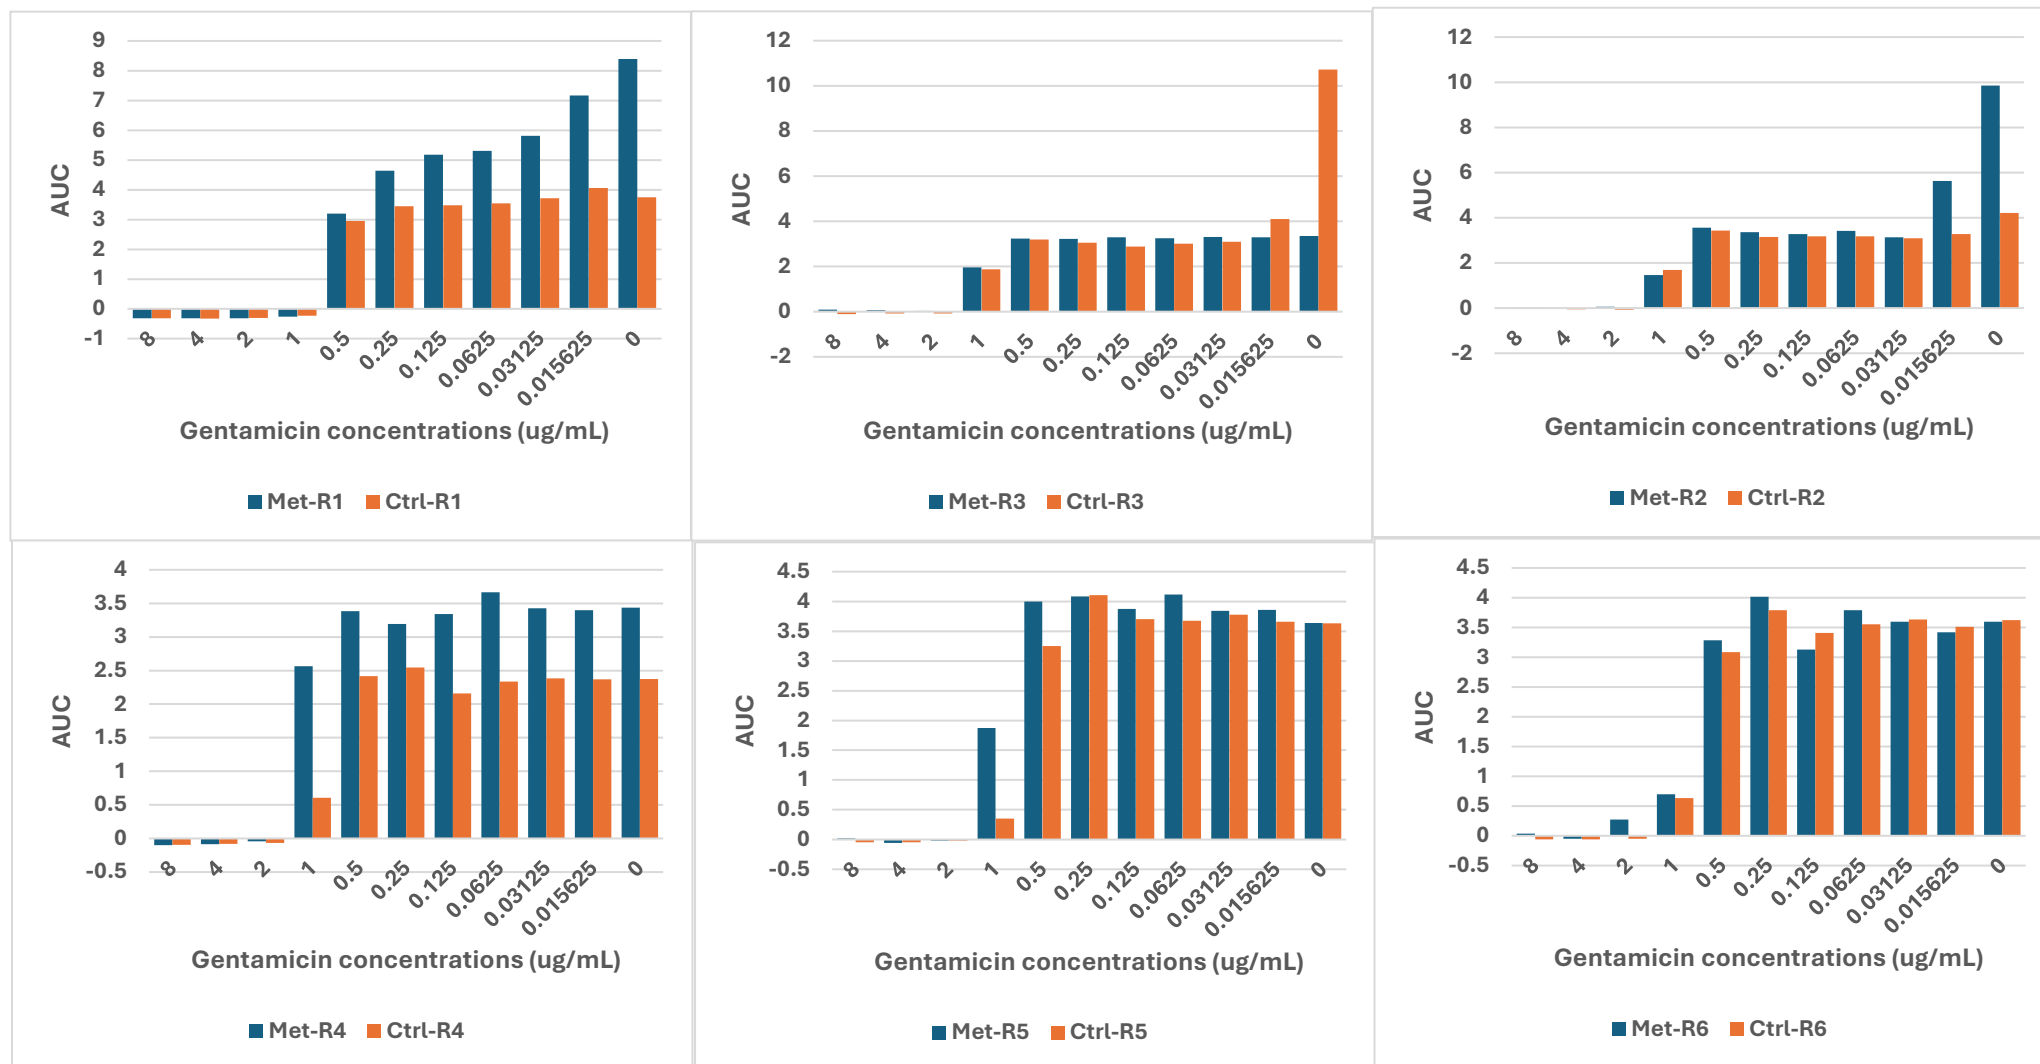 9
8
7
6
5
4
3
2
1
0
-1
AUC
8 4 2 1 0.5 0.25 0.125 0.0625 0.03125 0.015625 0
Gentamicin concentrations (ug/mL)
Met-R1 Ctrl-R1
12
10
8
6
4
2
0
-2
AUC
8 4 2 1 0.5 0.25 0.125 0.0625 0.03125 0.015625 0
Gentamicin concentrations (ug/mL)
Met-R3 Ctrl-R3
12
10
8
6
4
2
0
-2
AUC
8 4 2 1 0.5 0.25 0.125 0.0625 0.03125 0.015625 0
Gentamicin concentrations (ug/mL)
Met-R2 Ctrl-R2
4
3.5
3
2.5
2
1.5
1
0.5
0
-0.5
AUC
8 4 2 1 0.5 0.25 0.125 0.0625 0.03125 0.015625 0
Gentamicin concentrations (ug/mL)
Met-R4 Ctrl-R4
4.5
4
3.5
3
2.5
2
1.5
1
0.5
0
-0.5
AUC
8 4 2 1 0.5 0.25 0.125 0.0625 0.03125 0.015625 0
Gentamicin concentrations (ug/mL)
Met-R5 Ctrl-R5
4.5
4
3.5
3
2.5
2
1.5
1
0.5
0
-0.5
AUC
8 4 2 1 0.5 0.25 0.125 0.0625 0.03125 0.015625 0
Gentamicin concentrations (ug/mL)
Met-R6 Ctrl-R6